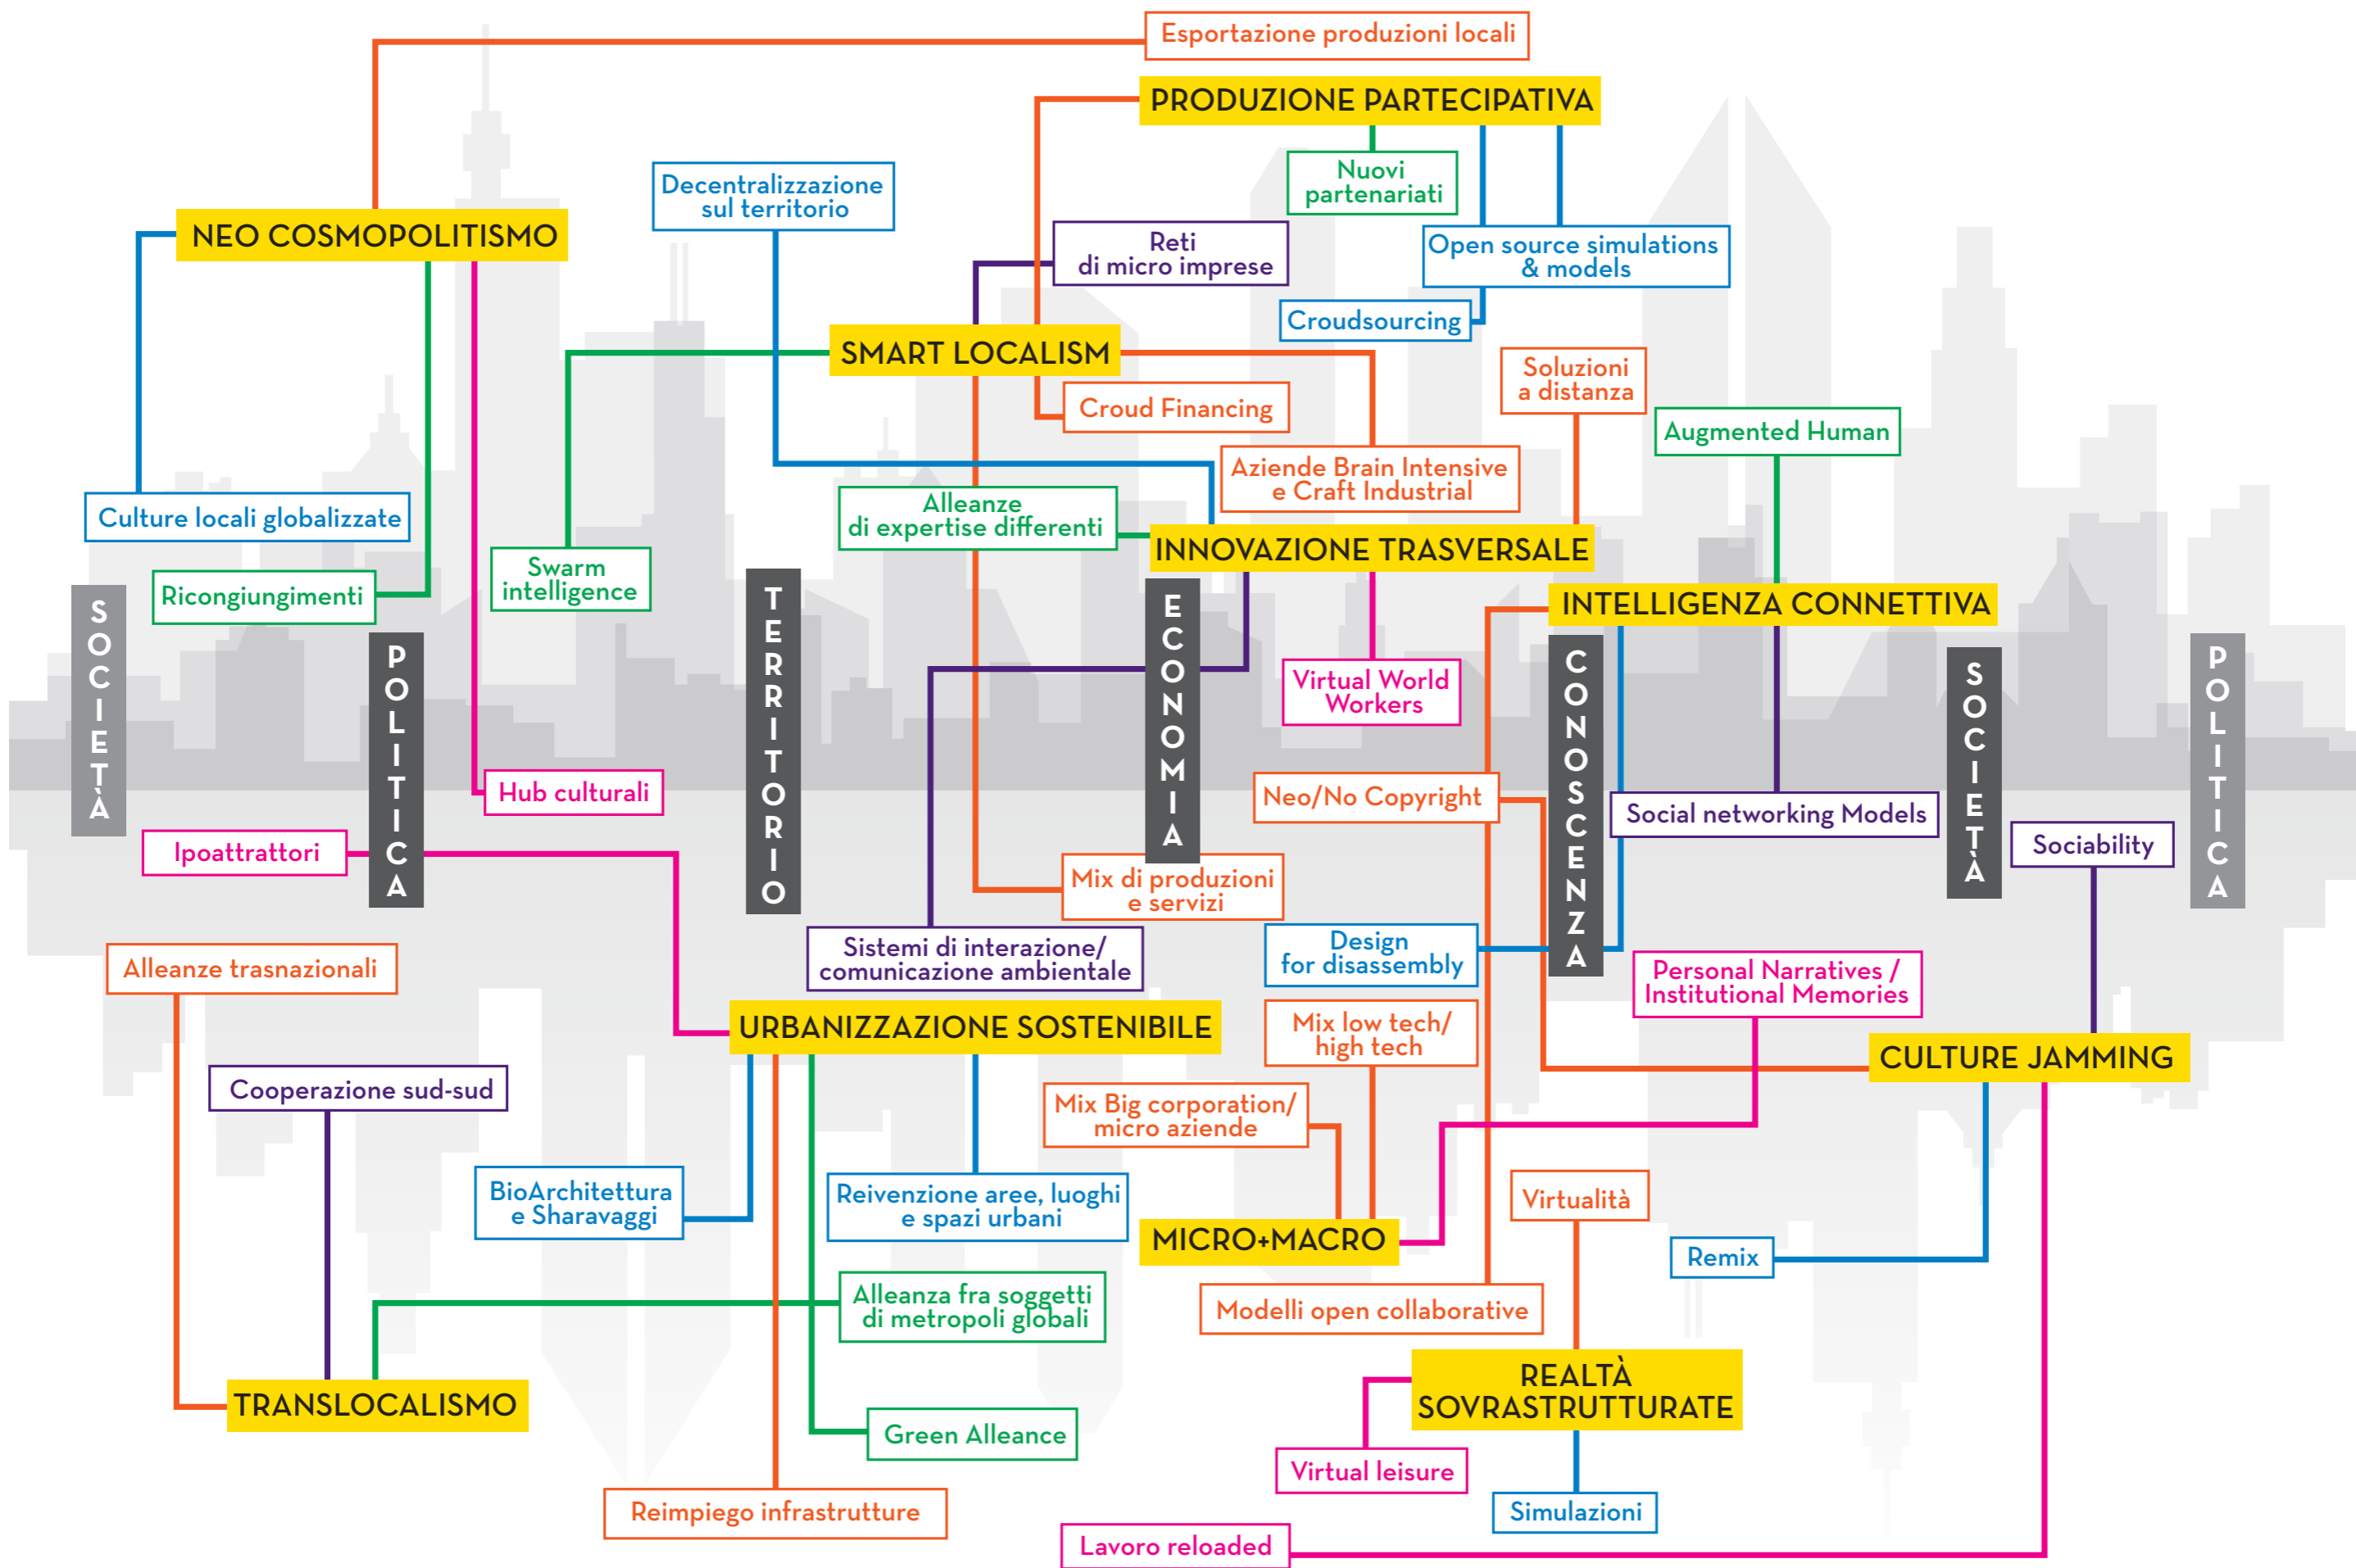 Esportazione produzioni locali
PRODUZIONE PARTECIPATIVA
Nuovi
partenariati
Decentralizzazione
sul territorio
NEO COSMOPOLITISMO
Reti
di micro imprese
Open source simulations
& models
Croudsourcing
SMART LOCALISM
Soluzioni
a distanza
Croud Financing
Augmented Human
Aziende Brain Intensive
e Craft Industrial
Culture locali globalizzate
Alleanze
di expertise differenti
INNOVAZIONE TRASVERSALE
Swarm
intelligence
Ricongiungimenti
INTELLIGENZA CONNETTIVA
SOCIETÀ
POLITICA
TERRITORIO
ECONOMIA
CONOSCENZA
SOCIETÀ
POLITICA
Virtual World
Workers
Hub culturali
Neo/No Copyright
Social networking Models
Ipoattrattori
Sociability
Mix di produzioni
e servizi
Sistemi di interazione/
comunicazione ambientale
Design
for disassembly
Alleanze trasnazionali
Personal Narratives /
Institutional Memories
URBANIZZAZIONE SOSTENIBILE
Mix low tech/
high tech
CULTURE JAMMING
Cooperazione sud-sud
Mix Big corporation/
micro aziende
BioArchitettura
e Sharavaggi
Reivenzione aree, luoghi
e spazi urbani
Virtualità
MICRO+MACRO
Remix
Alleanza fra soggetti
di metropoli globali
Modelli open collaborative
TRANSLOCALISMO
REALTÀ
SOVRASTRUTTURATE
Green Alleance
Virtual leisure
Reimpiego infrastrutture
Simulazioni
Lavoro reloaded